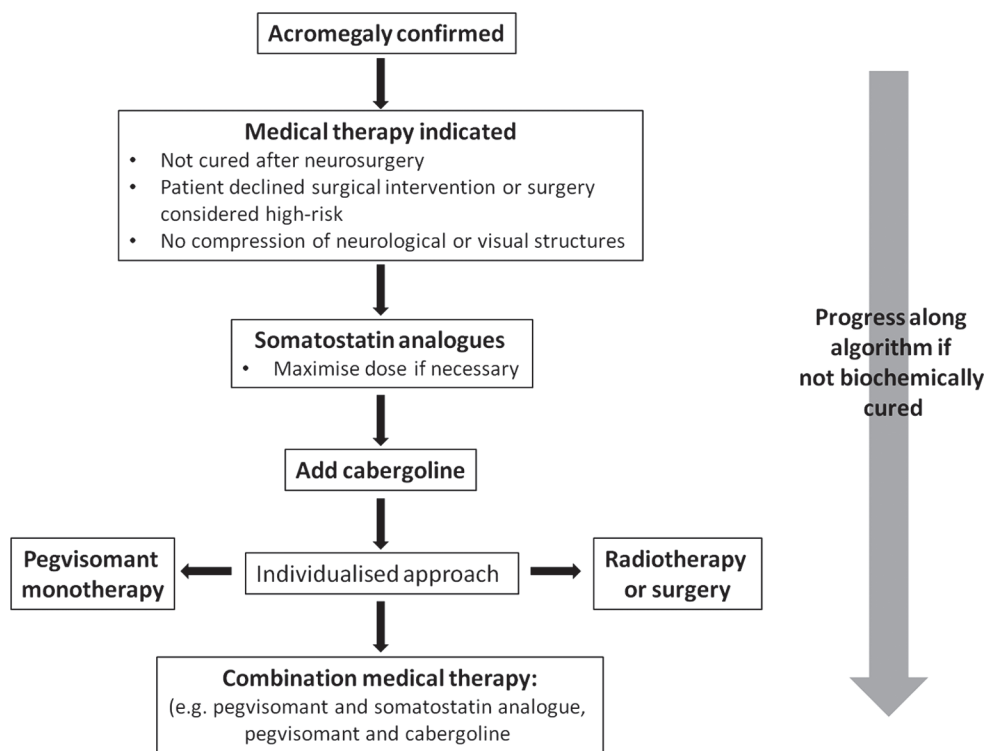 Acromegaly confirmed
Medical therapy indicated
• Not cured after neurosurgery
• Patient declined surgical intervention or surgery
considered high-risk
• No compression of neurological or visual structures
Somatostatin analogues
• Maximise dose if necessary
Add cabergoline
Pegvisomant
monotherapy
Individualised approach
Radiotherapy
or surgery
Combination medical therapy:
(e.g. pegvisomant and somatostatin analogue,
pegvisomant and cabergoline
Progress along
algorithm if
not biochemically
cured